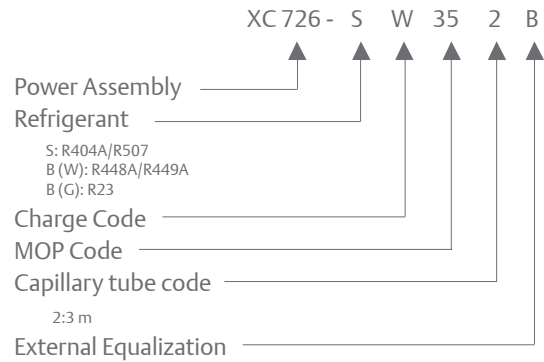 XC 726 - S W 35 2 B
Power Assembly
Refrigerant
S: R404A/R507
B (W): R448A/R449A
B (G): R23
Charge Code
MOP Code
Capillary tube code
2:3 m
External Equalization